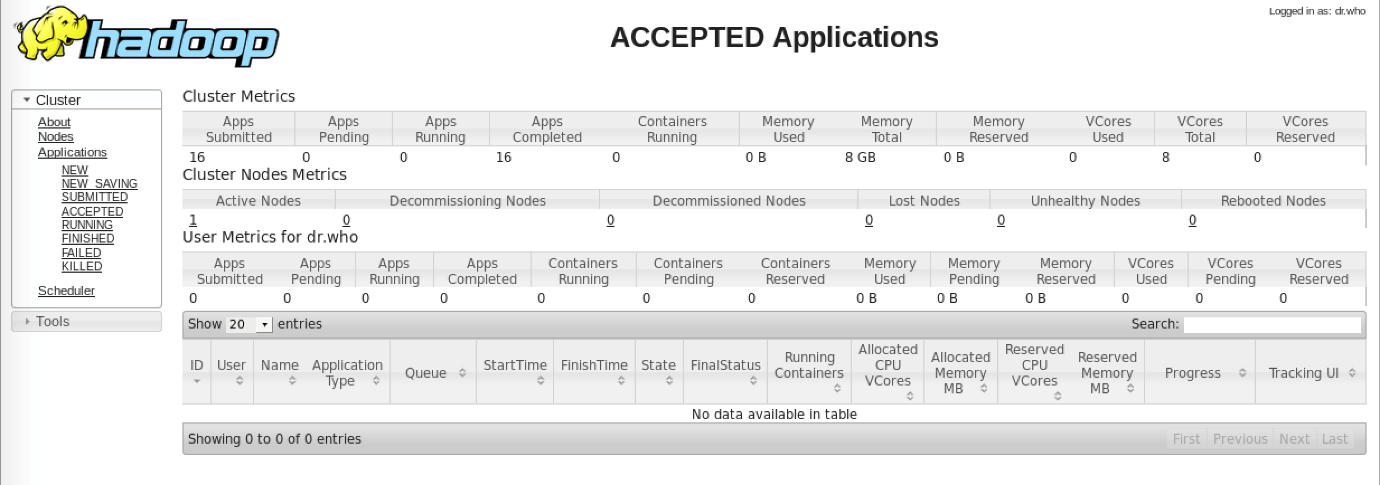 Logged in as: dr.who
hadoop
ACCEPTED Applications
Cluster
About
Nodes
Applications
NEW
NEW_SAVING
SUBMITTED
ACCEPTED
RUNNING
FINISHED
FAILED
KILLED
Scheduler
Tools
Cluster Metrics
Apps Submitted Apps Pending Apps Running Apps Completed Containers Running Memory Used Memory Total Memory Reserved VCores Used VCores Total VCores Reserved
16 0 0 16 0 0 B 8 GB 0 B 0 8 0
Cluster Nodes Metrics
Active Nodes Decommissioning Nodes Decommissioned Nodes Lost Nodes Unhealthy Nodes Rebooted Nodes
1 0 0 0 0 0
User Metrics for dr.who
Apps Submitted Apps Pending Apps Running Apps Completed Containers Running Containers Pending Containers Reserved Memory Used Memory Pending Memory Reserved VCores Used VCores Pending VCores Reserved
0 0 0 0 0 0 0 0 B 0 B 0 B 0 0 0
Show 20 entries Search:
ID User Name Application Type Queue StartTime FinishTime State FinalStatus Running Containers Allocated CPU VCores Allocated Memory MB Reserved CPU VCores Reserved Memory MB Progress Tracking UI
No data available in table
Showing 0 to 0 of 0 entries First Previous Next Last